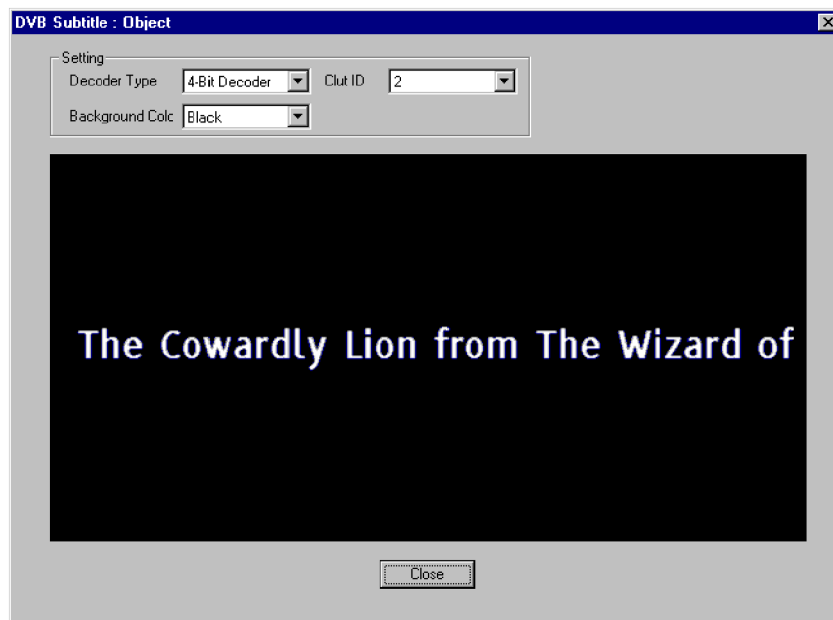 DVB Subtitle : Object
Setting
Decoder Type 4-Bit Decoder Clut ID 2
Background Colc Black
The Cowardly Lion from The Wizard of
Close